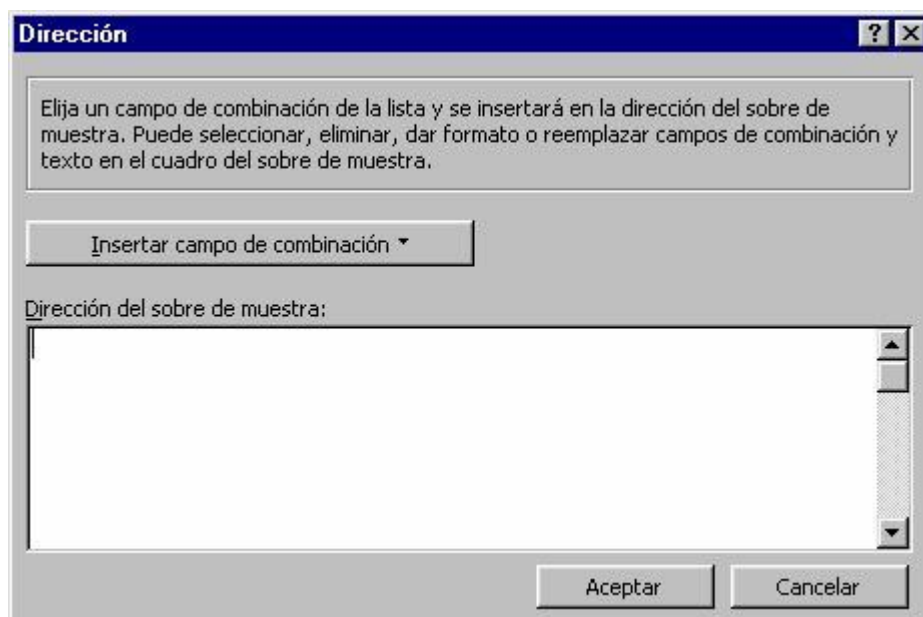 Dirección
Elija un campo de combinación de la lista y se insertará en la dirección del sobre de
muestra. Puede seleccionar, eliminar, dar formato o reemplazar campos de combinación y
texto en el cuadro del sobre de muestra.
Insertar campo de combinación
Dirección del sobre de muestra:
Aceptar Cancelar